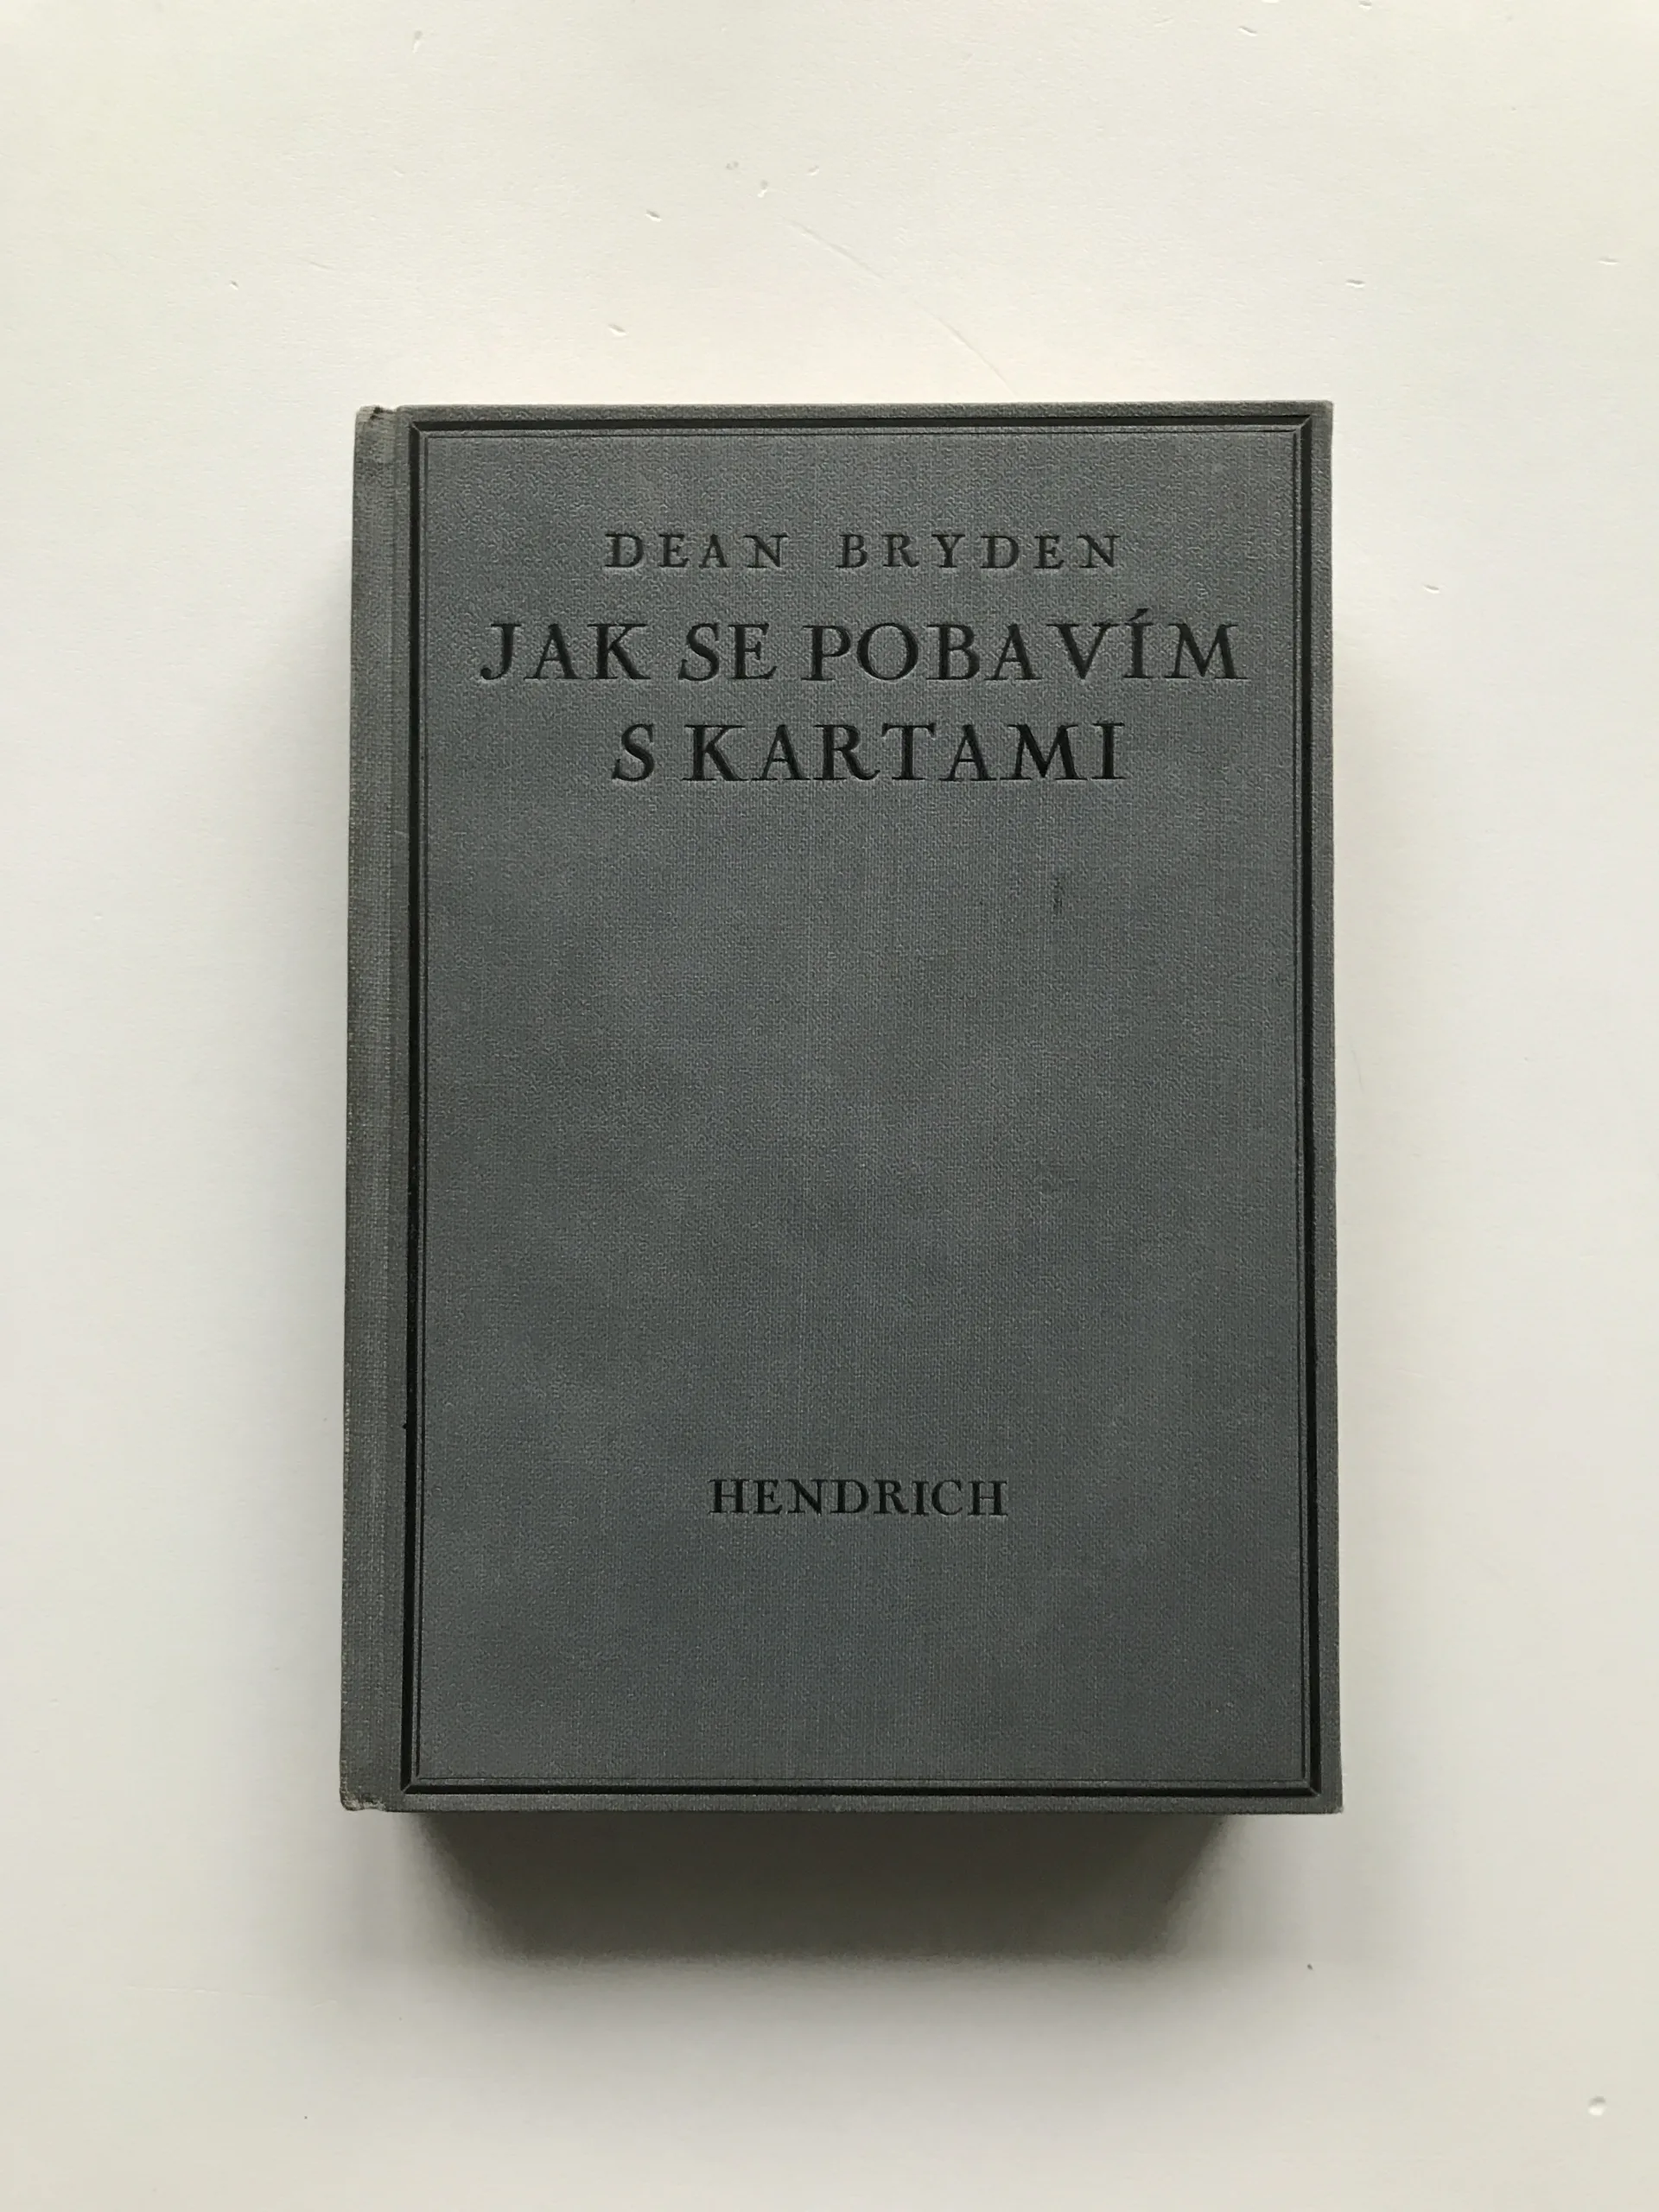 DEAN BRYDEN
JAK SE POBAVÍM
S KARTAMI
HENDRICH